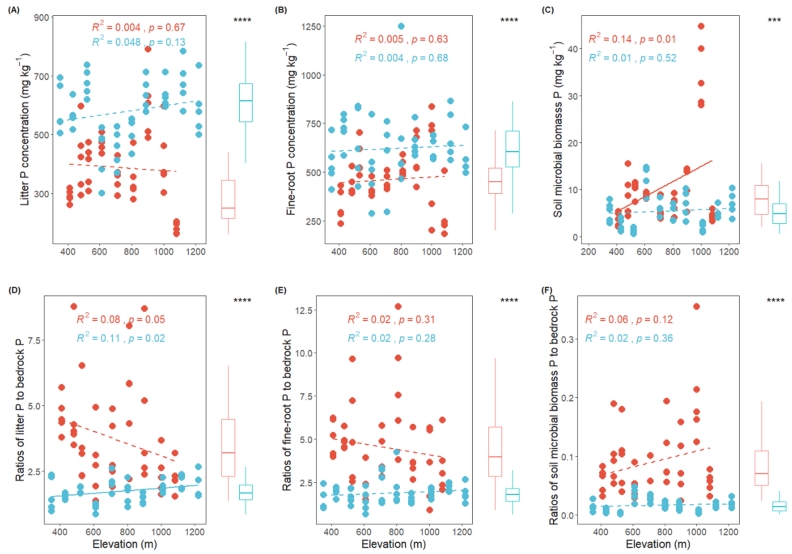 (A)
R² = 0.004 , p = 0.67
R² = 0.048 , p = 0.13
****
Litter P concentration (mg kg⁻¹)
900
700
500
300
200 400 600 800 1000 1200
(B)
R² = 0.005 , p = 0.63
R² = 0.004 , p = 0.68
****
Fine-root P concentration (mg kg⁻¹)
1250
1000
750
500
250
200 400 600 800 1000 1200
(C)
R² = 0.14 , p = 0.01
R² = 0.01 , p = 0.52
***
Soil microbial biomasss P (mg kg⁻¹)
40
30
20
10
0
200 400 600 800 1000 1200
(D)
R² = 0.08 , p = 0.05
R² = 0.11 , p = 0.02
****
Ratios of litter P to bedrock P
7.5
5.0
2.5
400 600 800 1000 1200
Elevation (m)
(E)
R² = 0.02 , p = 0.31
R² = 0.02 , p = 0.28
****
Ratios of fine-root P to bedrock P
12.5
10.0
7.5
5.0
2.5
400 600 800 1000 1200
Elevation (m)
(F)
R² = 0.06 , p = 0.12
R² = 0.02 , p = 0.36
****
Ratios of soil microbial biomass P to bedrock P
0.3
0.2
0.1
0.0
400 600 800 1000 1200
Elevation (m)